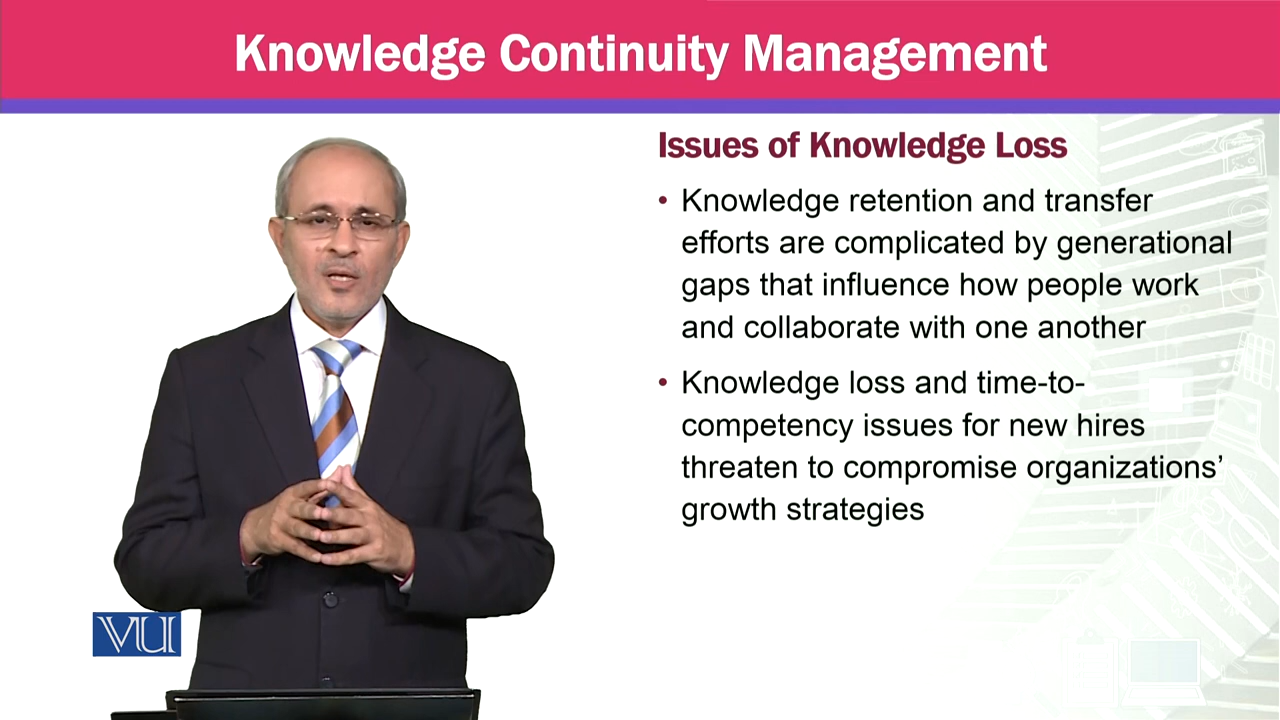 Knowledge Continuity Management
Issues of Knowledge Loss
• Knowledge retention and transfer
efforts are complicated by generational
gaps that influence how people work
and collaborate with one another
• Knowledge loss and time-to-
competency issues for new hires
threaten to compromise organizations’
growth strategies
VU